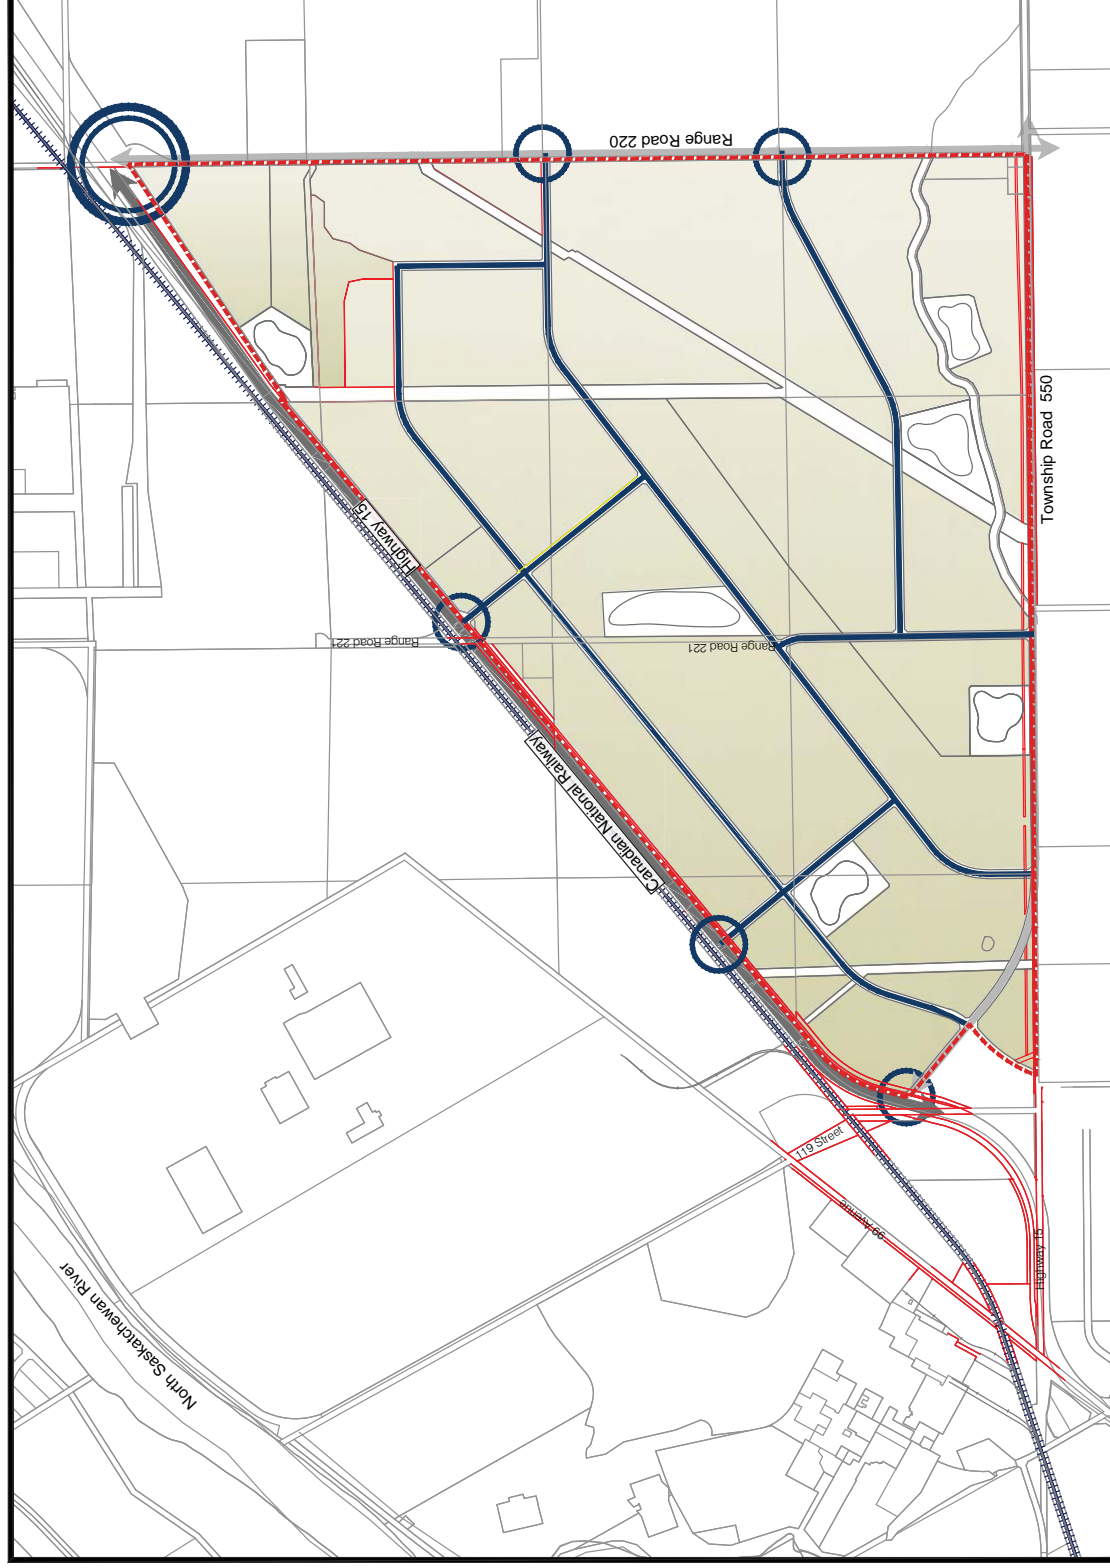 Range Road 220
Township Road 550
Highway 15
Range Road 221
Range Road 221
Canadian National Railway
119 Street
99 Avenue
Highway 15
North Saskatchewan River